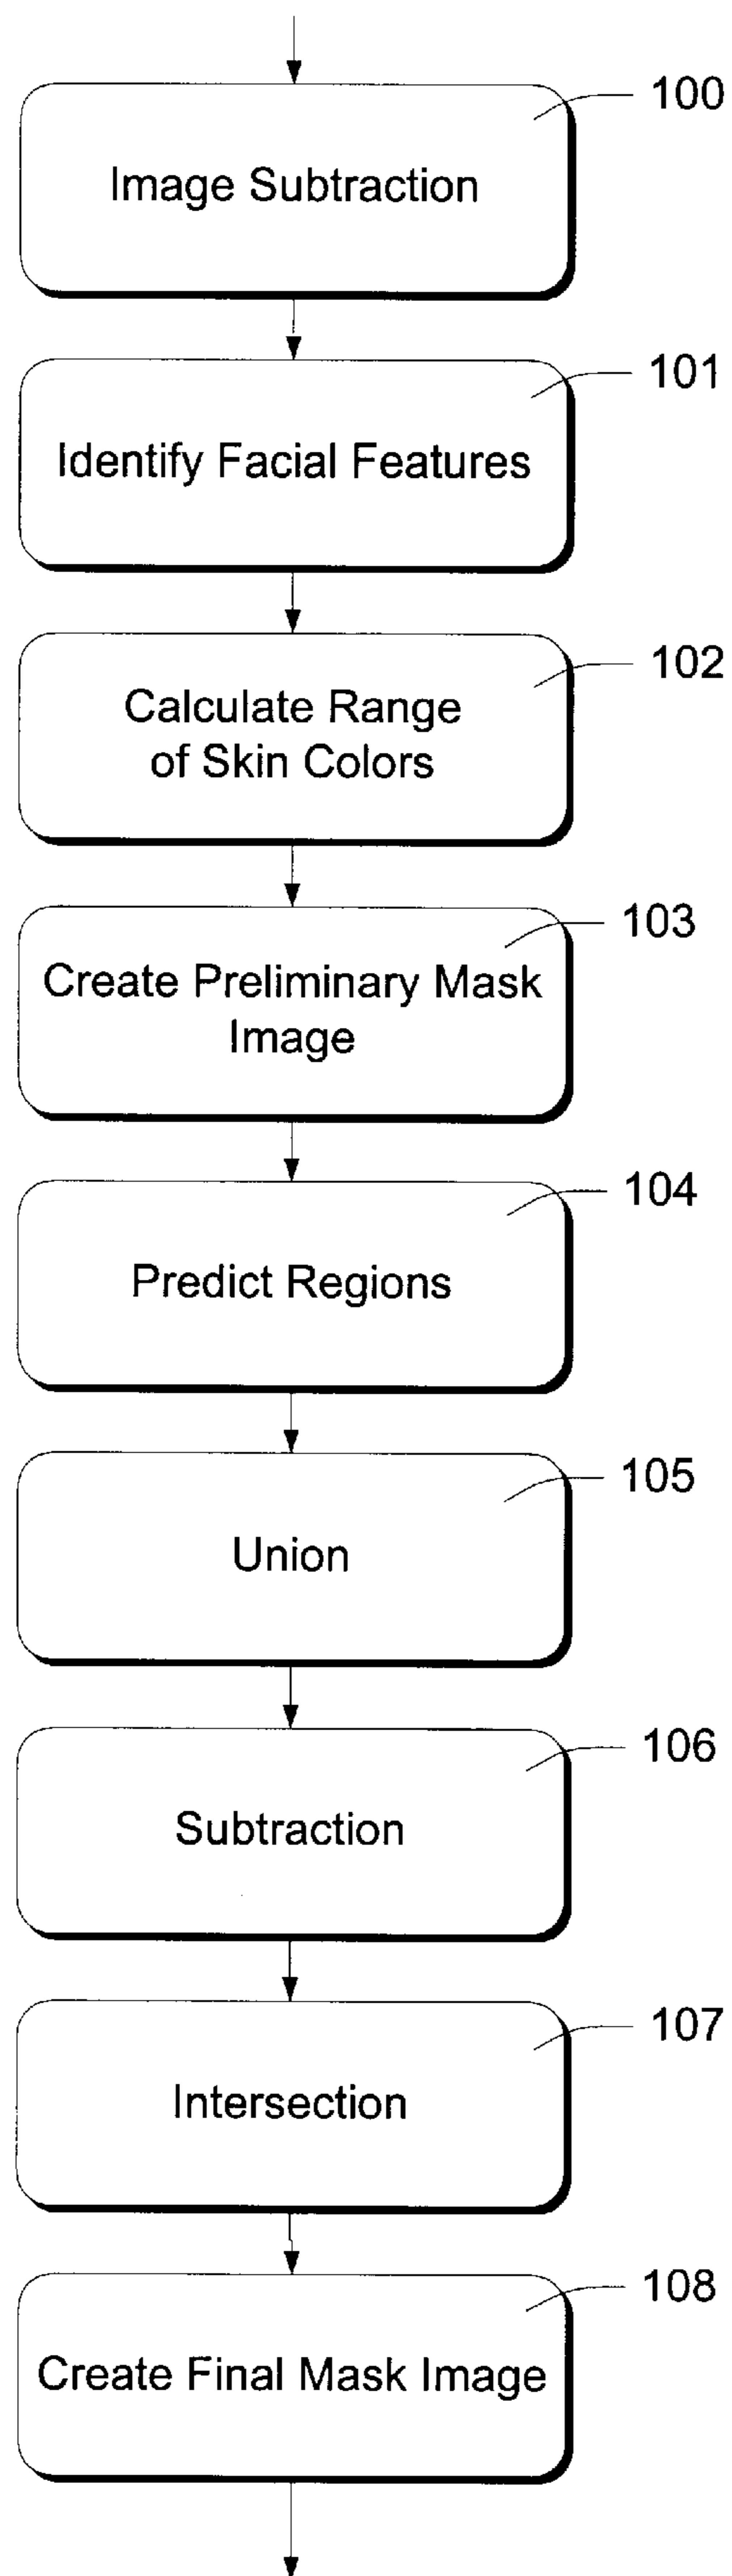 100
Image Subtraction
101
Identify Facial Features
102
Calculate Range
of Skin Colors
103
Create Preliminary Mask
Image
104
Predict Regions
105
Union
106
Subtraction
107
Intersection
108
Create Final Mask Image